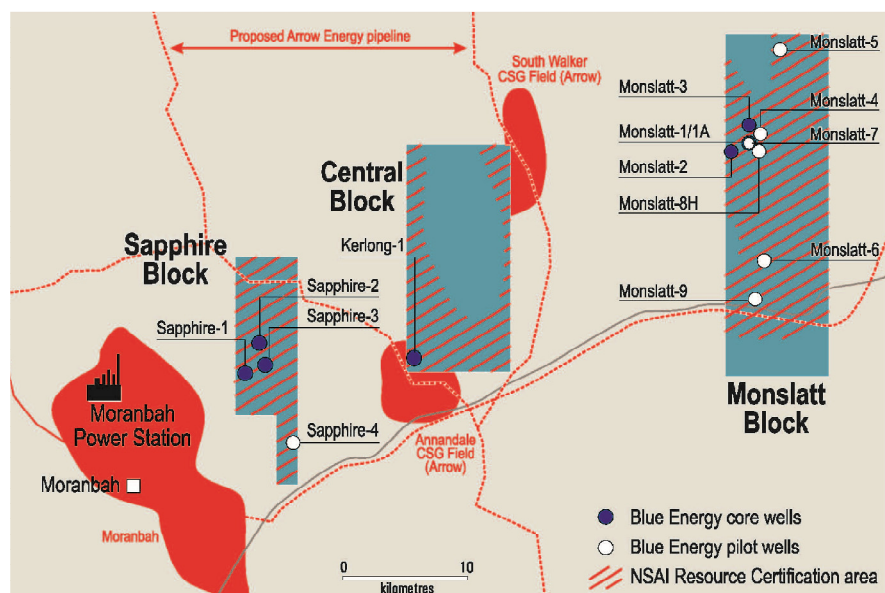 Proposed Arrow Energy pipeline
South Walker
CSG Field (Arrow)
Monslatt-5
Monslatt-3
Monslatt-4
Monslatt-1/1A
Monslatt-7
Monslatt-2
Monslatt-8H
Central
Block
Kerlong-1
Sapphire
Block
Sapphire-2
Sapphire-1
Sapphire-3
Monslatt-6
Monslatt-9
Moranbah
Power Station
Sapphire-4
Annandale
CSG Field
(Arrow)
Monslatt
Block
Moranbah
Moranbah
0 10
kilometres
Blue Energy core wells
Blue Energy pilot wells
NSAI Resource Certification area